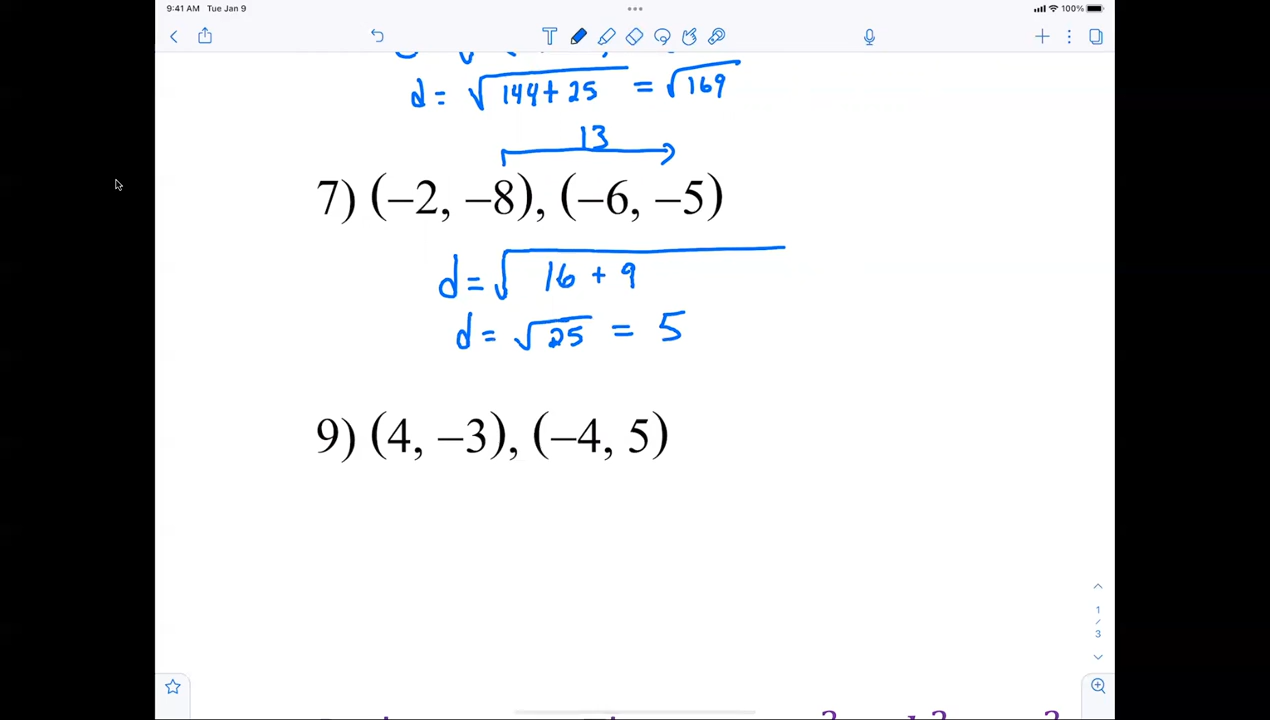 9:41 AM Tue Jan 9
100%
d = √144 + 25 = √169
13
7) (−2, −8), (−6, −5)
d = √16 + 9
d = √25 = 5
9) (4, −3), (−4, 5)
1
/
3